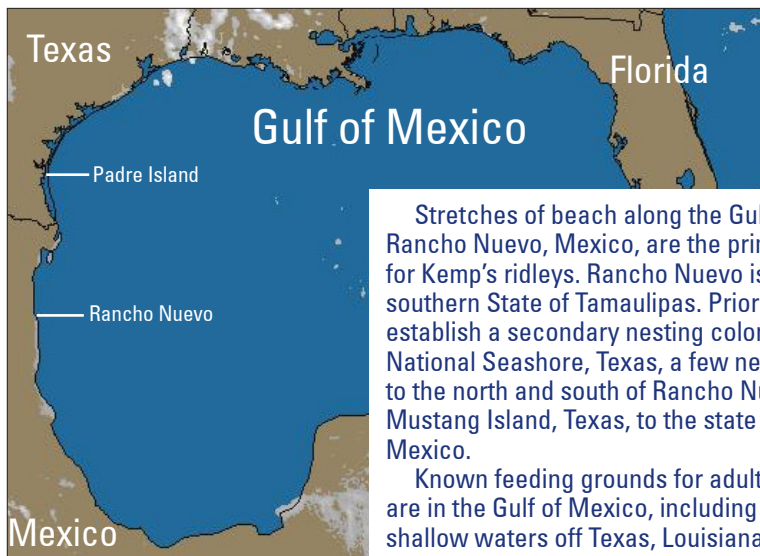 Texas
Florida
Gulf of Mexico
Padre Island
Rancho Nuevo
Mexico
Stretches of beach along the Gul
Rancho Nuevo, Mexico, are the prin
for Kemp's ridleys. Rancho Nuevo is
southern State of Tamaulipas. Prior
establish a secondary nesting color
National Seashore, Texas, a few ne
to the north and south of Rancho Nu
Mustang Island, Texas, to the state
Mexico.
Known feeding grounds for adult
are in the Gulf of Mexico, including
shallow waters off Texas, Louisiana